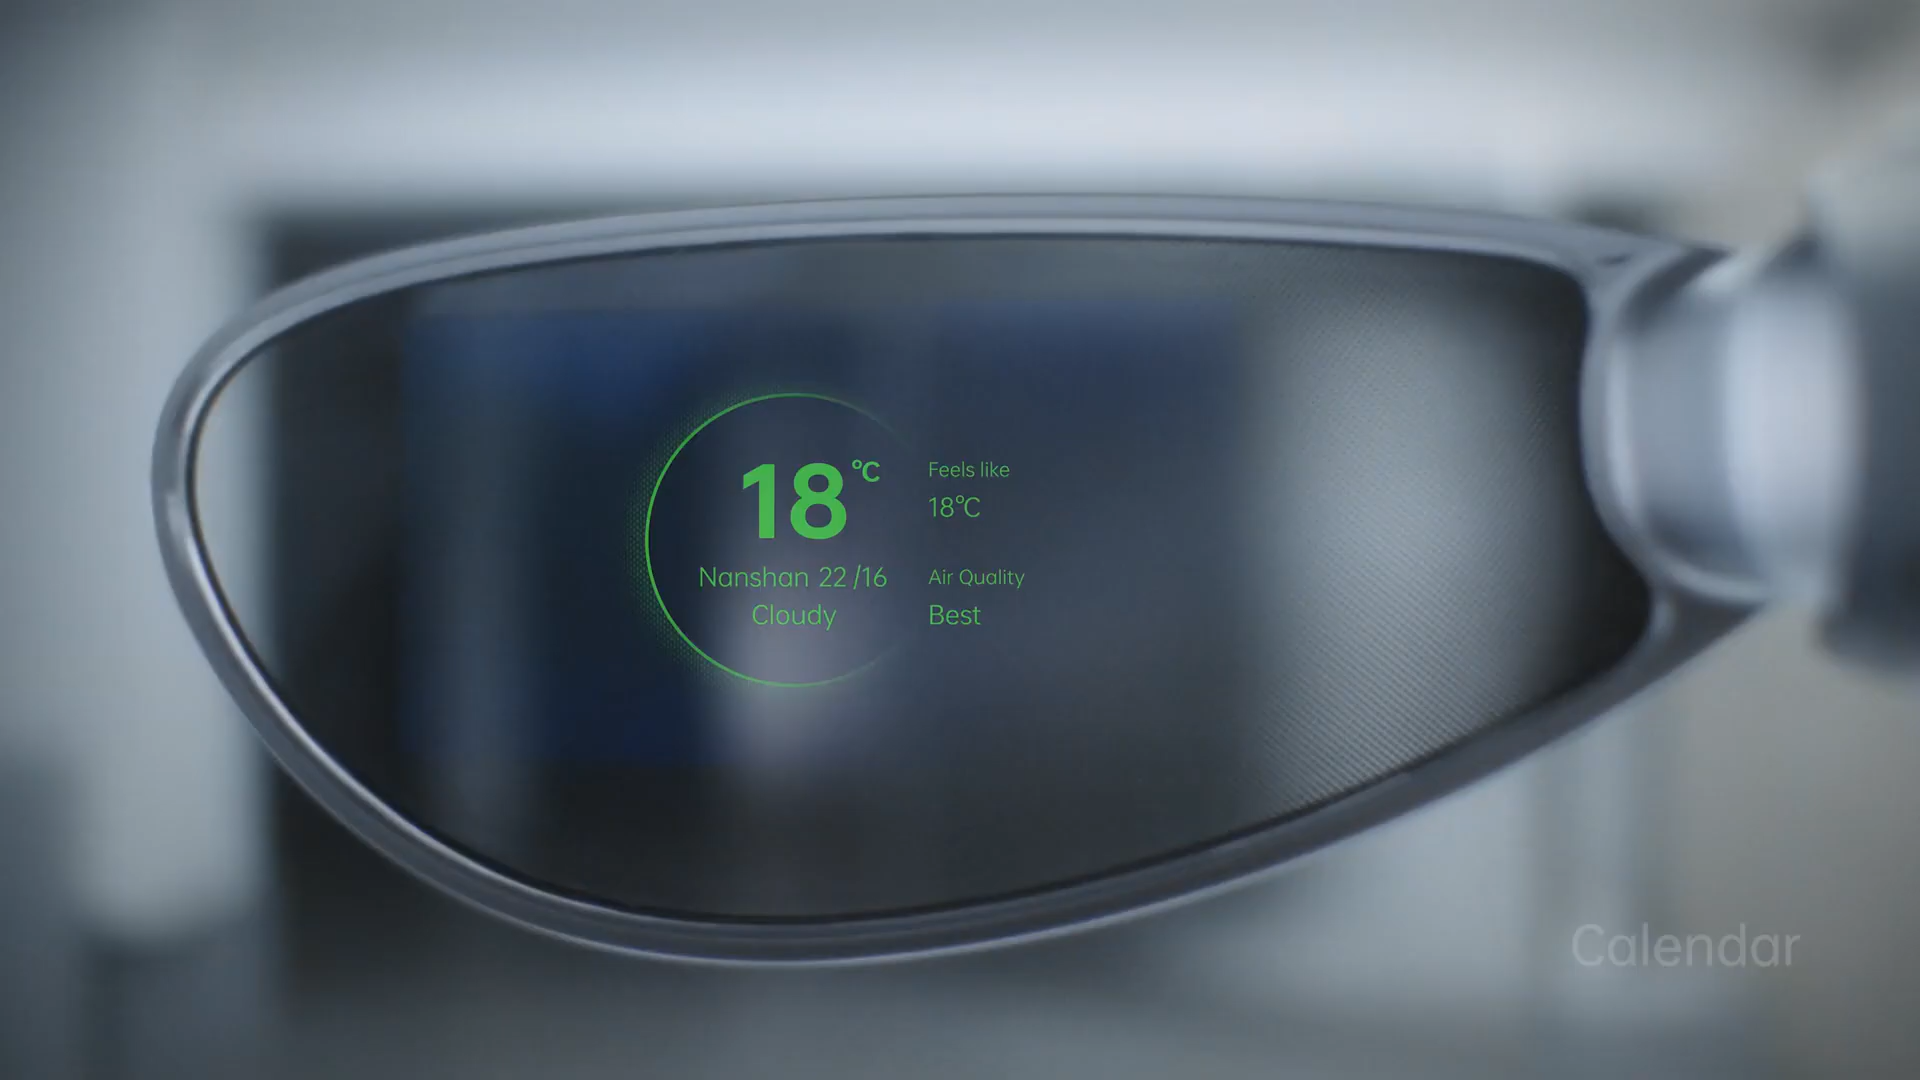 18℃
Nanshan 22 /16
Cloudy
Feels like
18℃
Air Quality
Best
Calendar